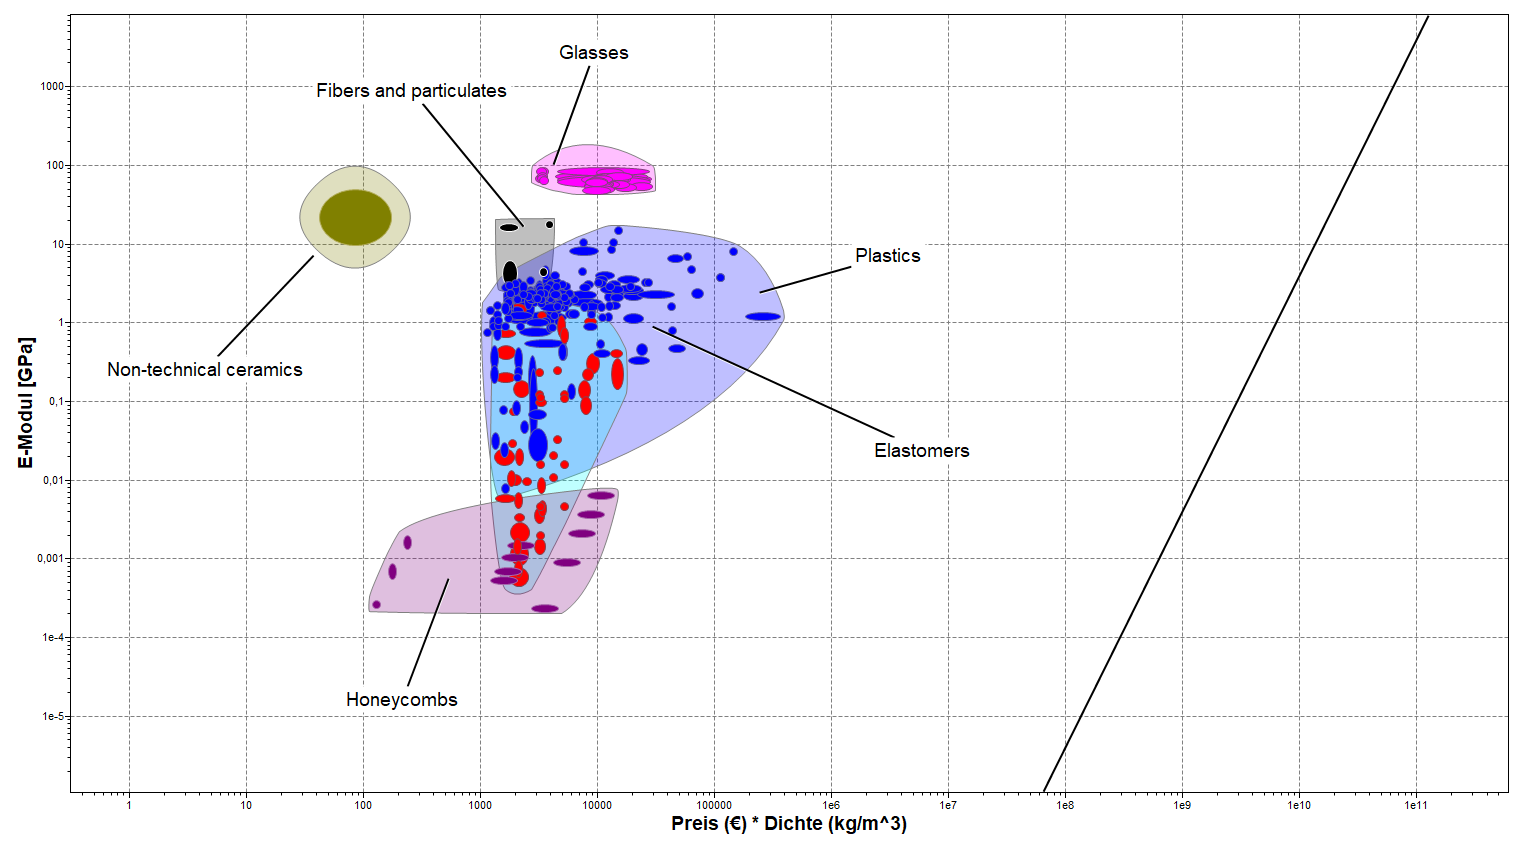 Glasses
Fibers and particulates
1000
100
10
Plastics
1
Non-technical ceramics
E-Modul [GPa]
0,1
Elastomers
0,01
0,001
1e-4
Honeycombs
1e-5
1 10 100 1000 10000 100000 1e6 1e7 1e8 1e9 1e10 1e11
Preis (€) * Dichte (kg/m^3)